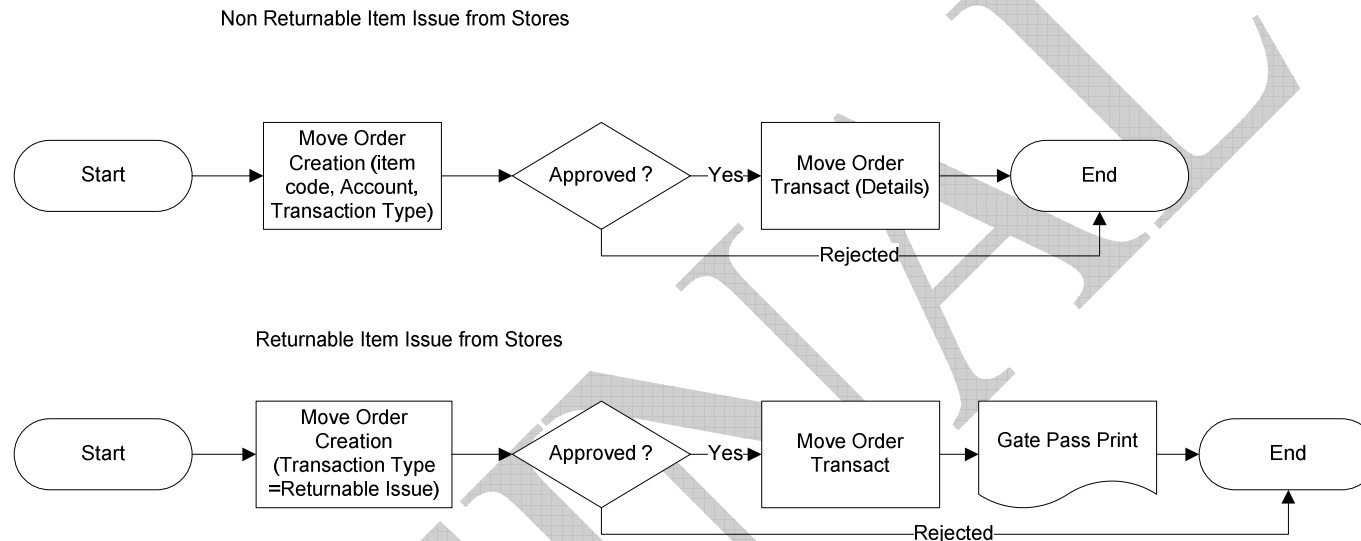 Non Returnable Item Issue from Stores
Start
Move Order
Creation (item
code, Account,
Transaction Type)
Approved ?
Yes
Move Order
Transact (Details)
End
Rejected
Returnable Item Issue from Stores
Start
Move Order
Creation
(Transaction Type
=Returnable Issue)
Approved ?
Yes
Move Order
Transact
Gate Pass Print
End
Rejected